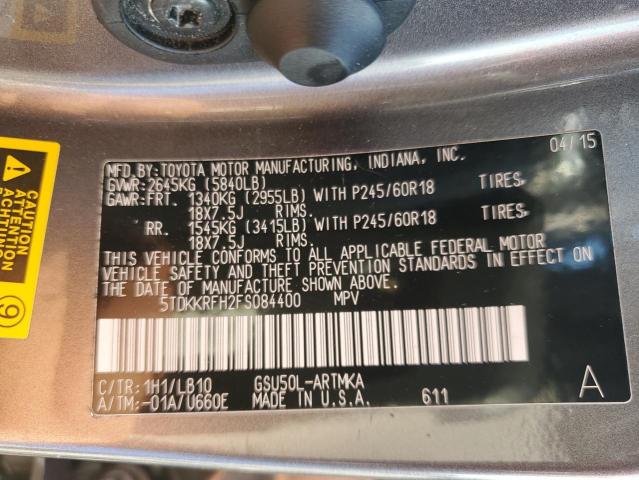 MFD. BY: TOYOTA MOTOR MANUFACTURING, INDIANA, INC. 04/15
GVWR: 2645KG (5840LB)
GAWR: FRT. 1340KG (2955LB) WITH P245/60R18 TIRES,
18X7.5J RIMS.
RR. 1545KG (3415LB) WITH P245/60R18 TIRES,
18X7.5J RIMS.
THIS VEHICLE CONFORMS TO ALL APPLICABLE FEDERAL MOTOR
VEHICLE SAFETY AND THEFT PREVENTION STANDARDS IN EFFECT ON
THE DATE OF MANUFACTURE SHOWN ABOVE.
5TDKKRFH2FS084400 MPV
C/TR: 1H1/LB10 GSU50L-ARTMKA
A/TM: -01A/U660E MADE IN U.S.A. 611 A
CAUTION
ATTENTION
ACHTUNG
9